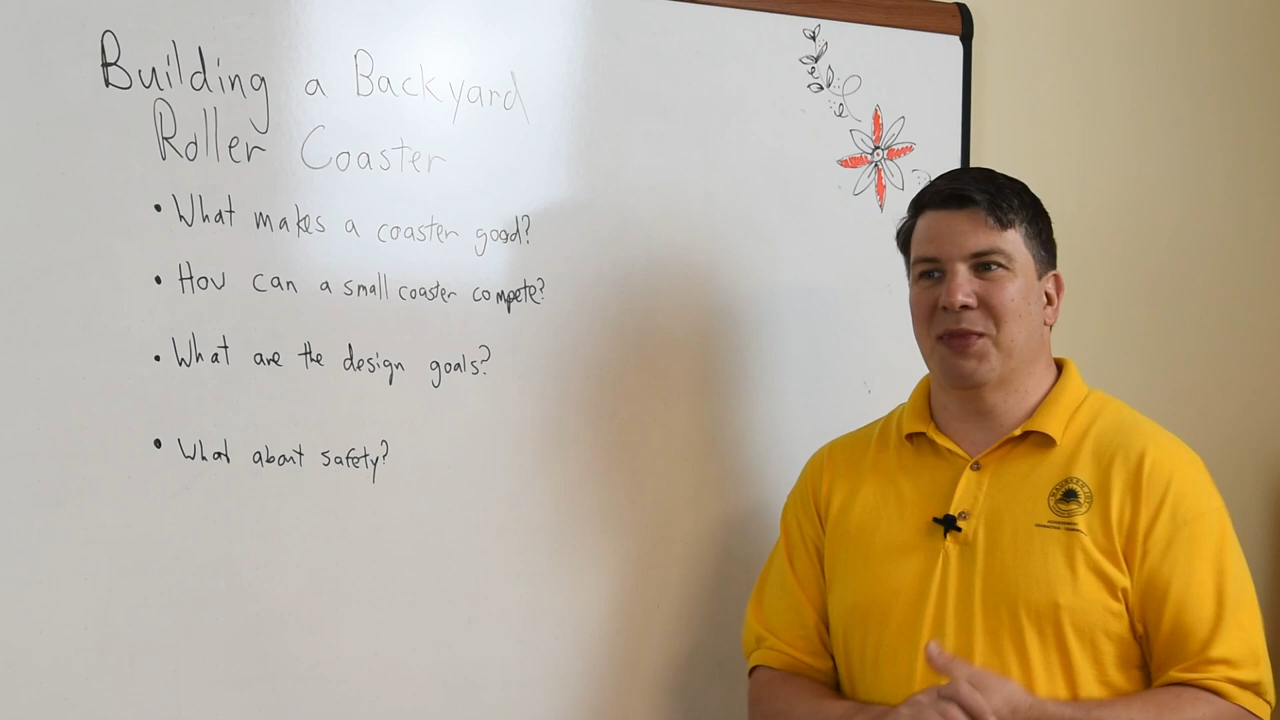 Building a Backyard
Roller Coaster
• What makes a coaster good?
• How can a small coaster compete?
• What are the design goals?
• What about safety?